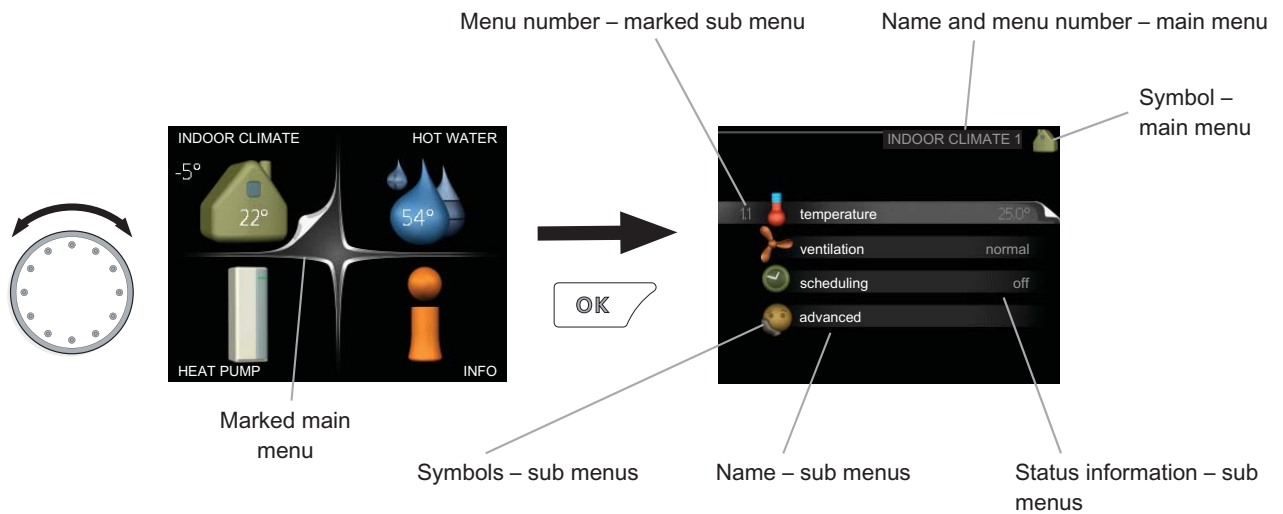 Menu number – marked sub menu
Name and menu number – main menu
Symbol –
main menu
INDOOR CLIMATE
HOT WATER
-5°
22°
54°
HEAT PUMP
INFO
OK
INDOOR CLIMATE 1
1.1 temperature 25.0°
ventilation normal
scheduling off
advanced
Marked main
menu
Symbols – sub menus
Name – sub menus
Status information – sub
menus